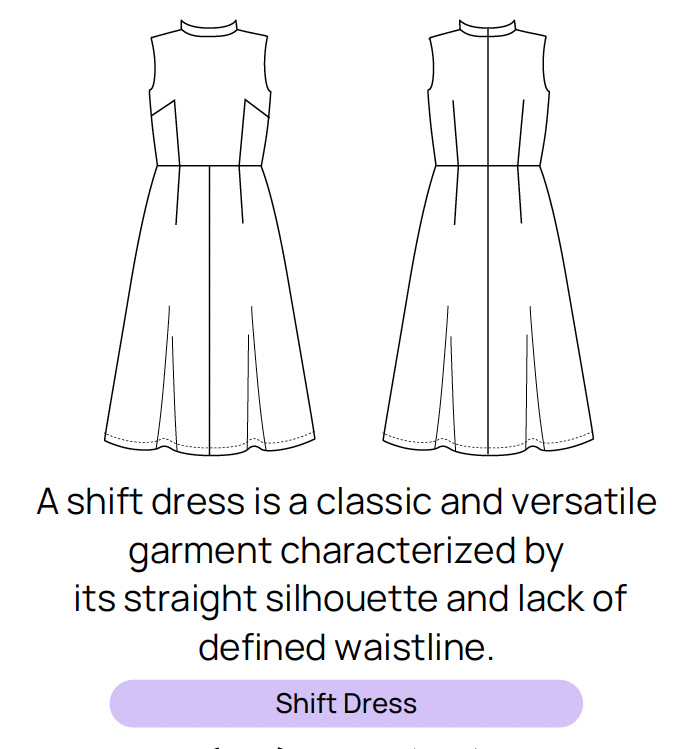 A shift dress is a classic and versatile
garment characterized by
its straight silhouette and lack of
defined waistline.
Shift Dress